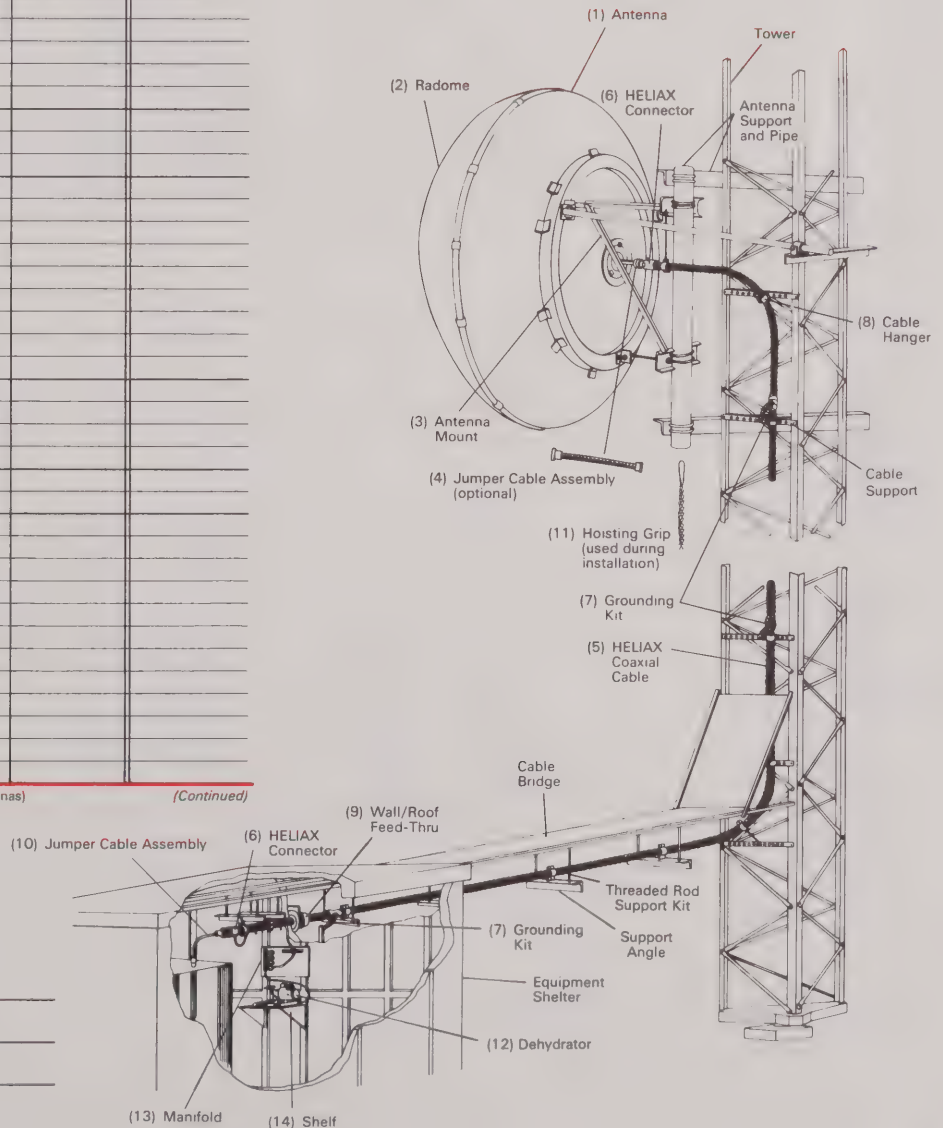 (1) Antenna
Tower
(2) Radome
(6) HELIAX
Connector
Antenna
Support
and Pipe
(8) Cable
Hanger
(3) Antenna
Mount
(4) Jumper Cable Assembly
(optional)
Cable
Support
(11) Hoisting Grip
(used during
installation)
(7) Grounding
Kit
(5) HELIAX
Coaxial
Cable
nas)
(Continued)
Cable
Bridge
(9) Wall/Roof
Feed-Thru
(6) HELIAX
Connector
(10) Jumper Cable Assembly
Threaded Rod
Support Kit
(7) Grounding
Kit
Support
Angle
Equipment
Shelter
(12) Dehydrator
(13) Manifold
(14) Shelf